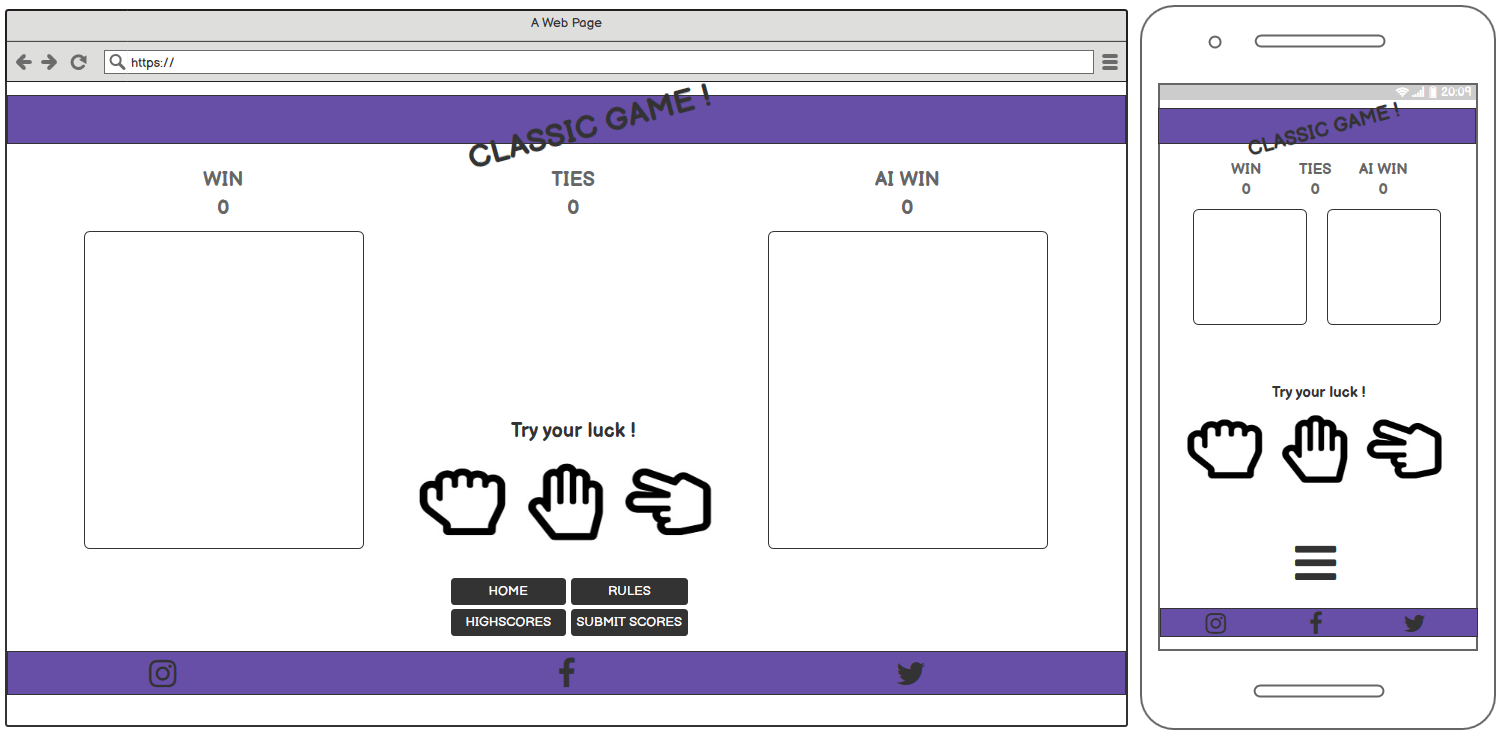 A Web Page
https://
CLASSIC GAME !
WIN TIES AI WIN
0 0 0
Try your luck !
HOME RULES
HIGHSCORES SUBMIT SCORES
20:09
CLASSIC GAME !
WIN TIES AI WIN
0 0 0
Try your luck !